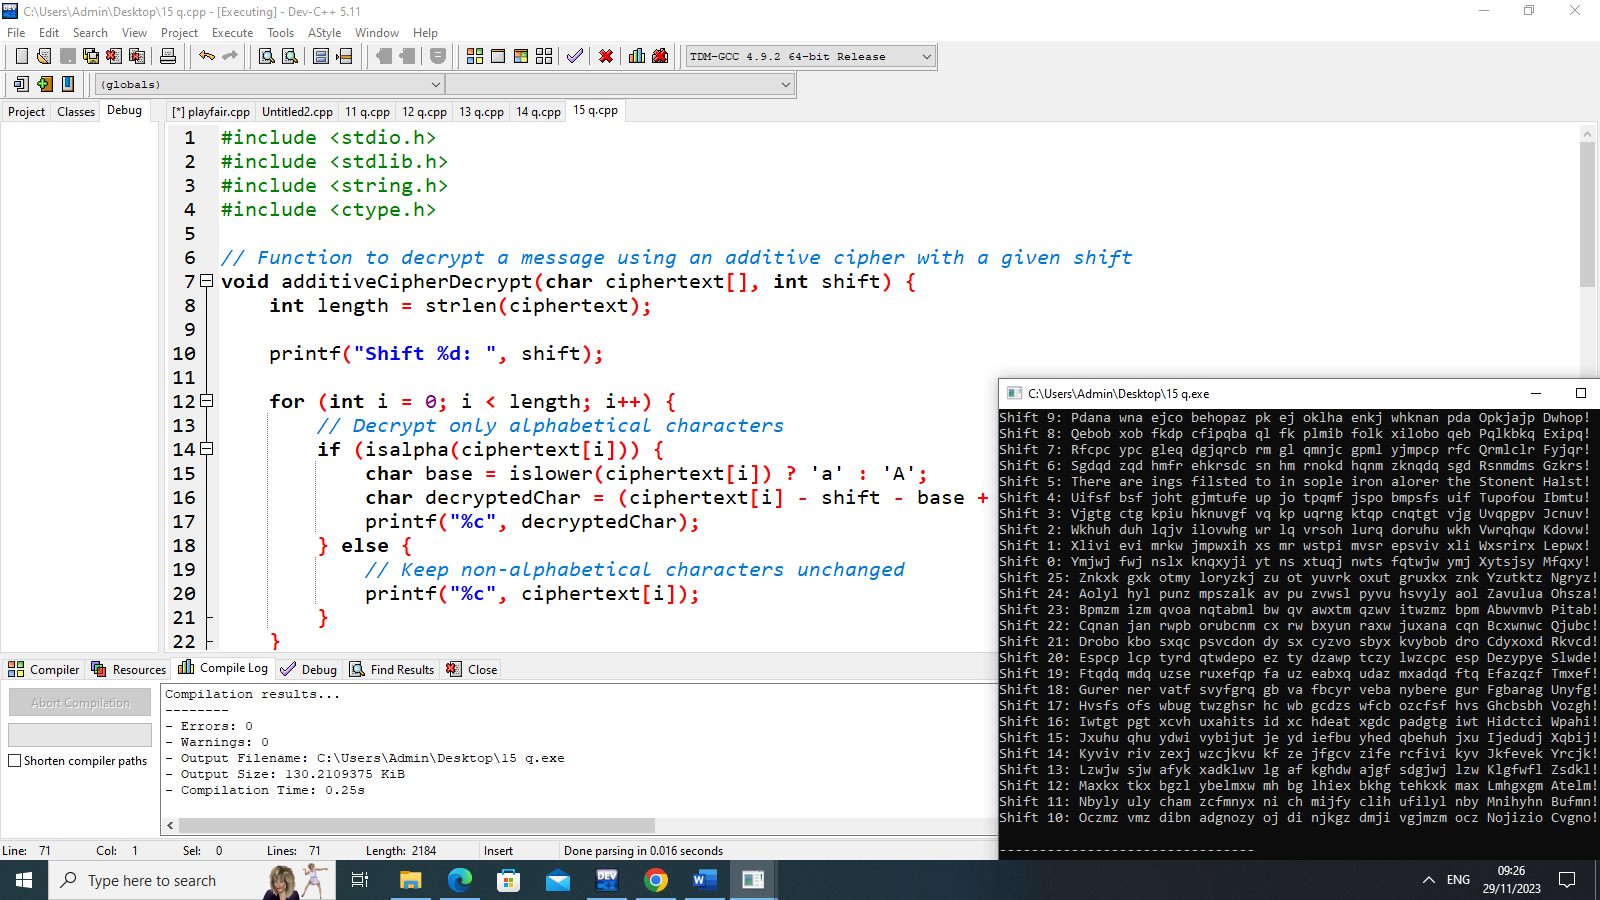 C:\Users\Admin\Desktop\15 q.cpp - [Executing] - Dev-C++ 5.11
File Edit Search View Project Execute Tools AStyle Window Help
TDM-GCC 4.9.2 64-bit Release
(globals)
Project Classes Debug
[*] playfair.cpp Untitled2.cpp 11 q.cpp 12 q.cpp 13 q.cpp 14 q.cpp 15 q.cpp
1 #include <stdio.h>
2 #include <stdlib.h>
3 #include <string.h>
4 #include <ctype.h>
5
6 // Function to decrypt a message using an additive cipher with a given shift
7 void additiveCipherDecrypt(char ciphertext[], int shift) {
8 int length = strlen(ciphertext);
9
10 printf("Shift %d: ", shift);
11
12 for (int i = 0; i < length; i++) {
13 // Decrypt only alphabetical characters
14 if (isalpha(ciphertext[i])) {
15 char base = islower(ciphertext[i]) ? 'a' : 'A';
16 char decryptedChar = (ciphertext[i] - shift - base +
17 printf("%c", decryptedChar);
18 } else {
19 // Keep non-alphabetical characters unchanged
20 printf("%c", ciphertext[i]);
21 }
22 }
C:\Users\Admin\Desktop\15 q.exe
Shift 9: Pdana wna ejco behopaz pk ej oklha enkj whknan pda Opkjajp Dwhop!
Shift 8: Qebob xob fkdp cfipqba ql fk plmib folk xilobo qeb Pqlkbkq Exipq!
Shift 7: Rfcpc ypc gleq dgjqrcb rm gl qmnjc gpml yjmpcp rfc Qrmlclr Fyjqr!
Shift 6: Sgdqd zqd hmfr ehkrsdc sn hm rnokd hqnm zknqdq sgd Rsnmdms Gzkrs!
Shift 5: There are ings filsted to in sople iron alorer the Stonent Halst!
Shift 4: Uifsf bsf joht gjmtufe up jo tpqmf jspo bmpsfs uif Tupofou Ibmtu!
Shift 3: Vjgtg ctg kpiu hknuvgf vq kp uqrng ktqp cnqtgt vjg Uvqpgpv Jcnuv!
Shift 2: Wkhuh duh lqjv ilovwhg wr lq vrsoh lurq doruhu wkh Vwrqhqw Kdovw!
Shift 1: Xlivi evi mrkw jmpwxih xs mr wstpi mvsr epsviv xli Wxsrirx Lepwx!
Shift 0: Ymjwj fwj nslx knqxyji yt ns xtuqj nwts fqtwjw ymj Xytsjsy Mfqxy!
Shift 25: Znkxk gxk otmy loryzkj zu ot yuvrk oxut gruxkx znk Yzutktz Ngryz!
Shift 24: Aolyl hyl punz mpszalk av pu zvwsl pyvu hsvyly aol Zavulua Ohsza!
Shift 23: Bpmzm izm qvoa nqtabml bw qv awxtm qzwv itwzmz bpm Abwvmvb Pitab!
Shift 22: Cqnan jan rwpb orubcnm cx rw bxyun raxw juxana cqn Bcxwnwc Qjubc!
Shift 21: Drobo kbo sxqc psvcdon dy sx cyzvo sbyx kvybob dro Cdyxoxd Rkvcd!
Shift 20: Espcp lcp tyrd qtwdepo ez ty dzawp tczy lwzcpc esp Dezypye Slwde!
Shift 19: Ftqdq mdq uzse ruxefqp fa uz eabxq udaz mxadqd ftq Efazqzf Tmxef!
Shift 18: Gurer ner vatf svyfgrq gb va fbcyr veba nybere gur Fgbarag Unyfg!
Shift 17: Hvsfs ofs wbug twzghsr hc wb gcdzs wfcb ozcfsf hvs Ghcbsbh Vozgh!
Shift 16: Iwtgt pgt xcvh uxahits id xc hdeat xgdc padgtg iwt Hidctci Wpahi!
Shift 15: Jxuhu qhu ydwi vybijut je yd iefbu yhed qbehuh jxu Ijedudj Xqbij!
Shift 14: Kyviv riv zexj wzcjkvu kf ze jfgcv zife rcfivi kyv Jkfevek Yrcjk!
Shift 13: Lzwjw sjw afyk xadklwv lg af kghdw ajgf sdgjwj lzw Klgfwfl Zsdkl!
Shift 12: Maxkx tkx bgzl ybelmxw mh bg lhiex bkhg tehkxk max Lmhgxgm Atelm!
Shift 11: Nbyly uly cham zcfmnyx ni ch mijfy clih ufilyl nby Mnihyhn Bufmn!
Shift 10: Oczmz vmz dibn adgnozy oj di njkgz dmji vgjmzm ocz Nojizio Cvgno!
--------------------------------
Compiler Resources Compile Log Debug Find Results Close
Abort Compilation
Shorten compiler paths
Compilation results...
--------
- Errors: 0
- Warnings: 0
- Output Filename: C:\Users\Admin\Desktop\15 q.exe
- Output Size: 130.2109375 KiB
- Compilation Time: 0.25s
Line: 71 Col: 1 Sel: 0 Lines: 71 Length: 2184 Insert Done parsing in 0.016 seconds
Type here to search
ENG
09:26
29/11/2023